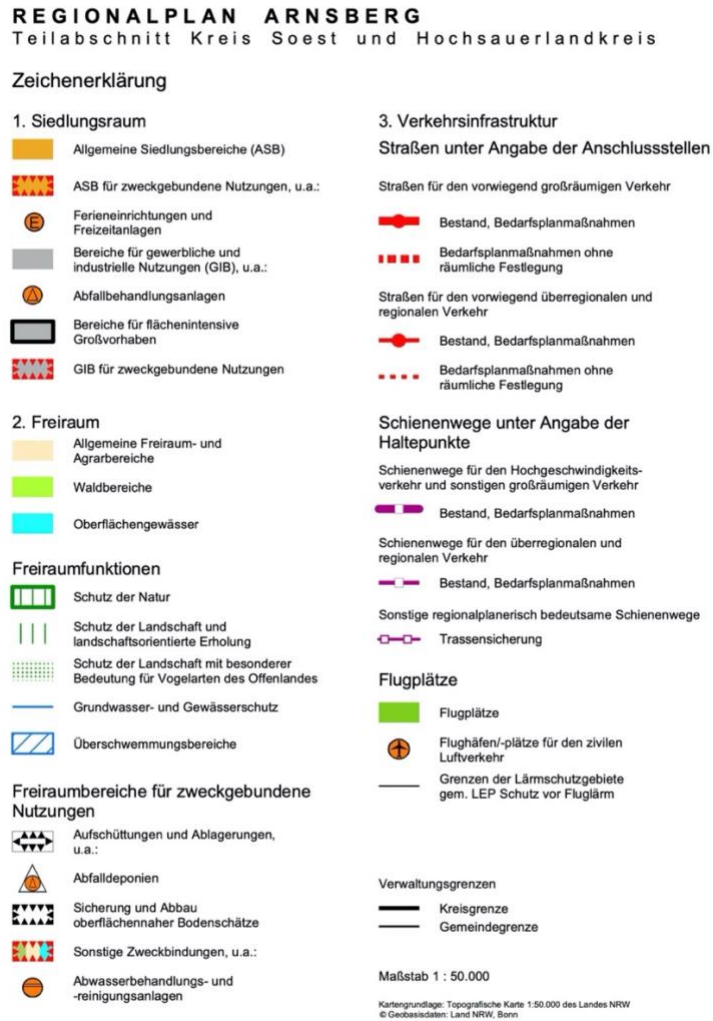 REGIONALPLAN ARNSBERG
Teilabschnitt Kreis Soest und Hochsauerlandkreis
Zeichenerklärung
1. Siedlungsraum
Allgemeine Siedlungsbereiche (ASB)
ASB für zweckgebundene Nutzungen, u.a.:
E
Ferieneinrichtungen und
Freizeitanlagen
Bereiche für gewerbliche und
industrielle Nutzungen (GIB), u.a.:
Abfallbehandlungsanlagen
Bereiche für flächenintensive
Großvorhaben
GIB für zweckgebundene Nutzungen
2. Freiraum
Allgemeine Freiraum- und
Agrarbereiche
Waldbereiche
Oberflächengewässer
Freiraumfunktionen
Schutz der Natur
Schutz der Landschaft und
landschaftsorientierte Erholung
Schutz der Landschaft mit besonderer
Bedeutung für Vogelarten des Offenlandes
Grundwasser- und Gewässerschutz
Überschwemmungsbereiche
Freiraumbereiche für zweckgebundene
Nutzungen
Aufschüttungen und Ablagerungen,
u.a.:
Abfalldeponien
Sicherung und Abbau
oberflächennaher Bodenschätze
Sonstige Zweckbindungen, u.a.:
Abwasserbehandlungs- und
-reinigungsanlagen
3. Verkehrsinfrastruktur
Straßen unter Angabe der Anschlussstellen
Straßen für den vorwiegend großräumigen Verkehr
Bestand, Bedarfsplanmaßnahmen
Bedarfsplanmaßnahmen ohne
räumliche Festlegung
Straßen für den vorwiegend überregionalen und
regionalen Verkehr
Bestand, Bedarfsplanmaßnahmen
Bedarfsplanmaßnahmen ohne
räumliche Festlegung
Schienenwege unter Angabe der
Haltepunkte
Schienenwege für den Hochgeschwindigkeits-
verkehr und sonstigen großräumigen Verkehr
Bestand, Bedarfsplanmaßnahmen
Schienenwege für den überregionalen und
regionalen Verkehr
Bestand, Bedarfsplanmaßnahmen
Sonstige regionalplanerisch bedeutsame Schienenwege
Trassensicherung
Flugplätze
Flugplätze
Flughäfen/-plätze für den zivilen
Luftverkehr
Grenzen der Lärmschutzgebiete
gem. LEP Schutz vor Fluglärm
Verwaltungsgrenzen
Kreisgrenze
Gemeindegrenze
Maßstab 1 : 50.000
Kartengrundlage: Topografische Karte 1:50.000 des Landes NRW
© Geobasisdaten: Land NRW, Bonn